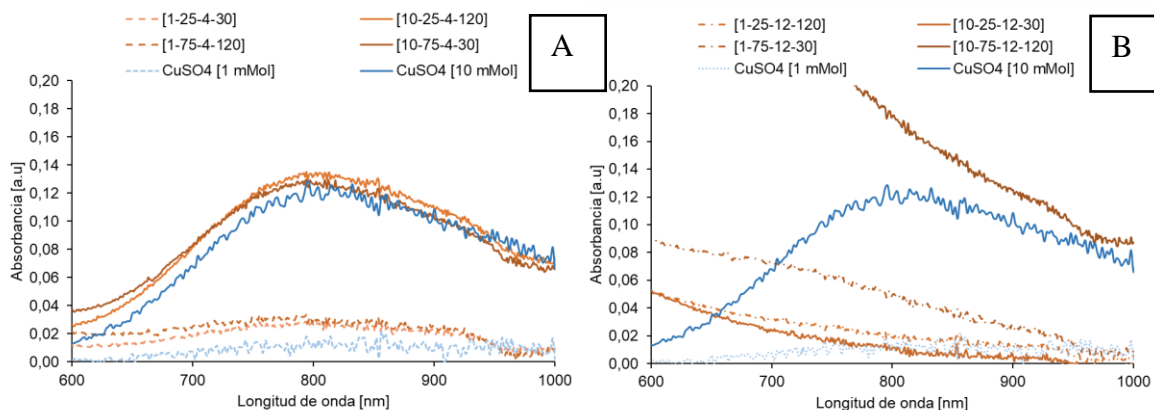 [1-25-4-30] [10-25-4-120]
[1-75-4-120] [10-75-4-30]
CuSO4 [1 mMol] CuSO4 [10 mMol]
A
0,20
0,18
0,16
0,14
0,12
0,10
0,08
0,06
0,04
0,02
0,00
Absorbancia [a.u]
600 700 800 900 1000
Longitud de onda [nm]
[1-25-12-120] [10-25-12-30]
[1-75-12-30] [10-75-12-120]
CuSO4 [1 mMol] CuSO4 [10 mMol]
B
0,20
0,18
0,16
0,14
0,12
0,10
0,08
0,06
0,04
0,02
0,00
Absorbancia [a.u]
600 700 800 900 1000
Longitud de onda [nm]